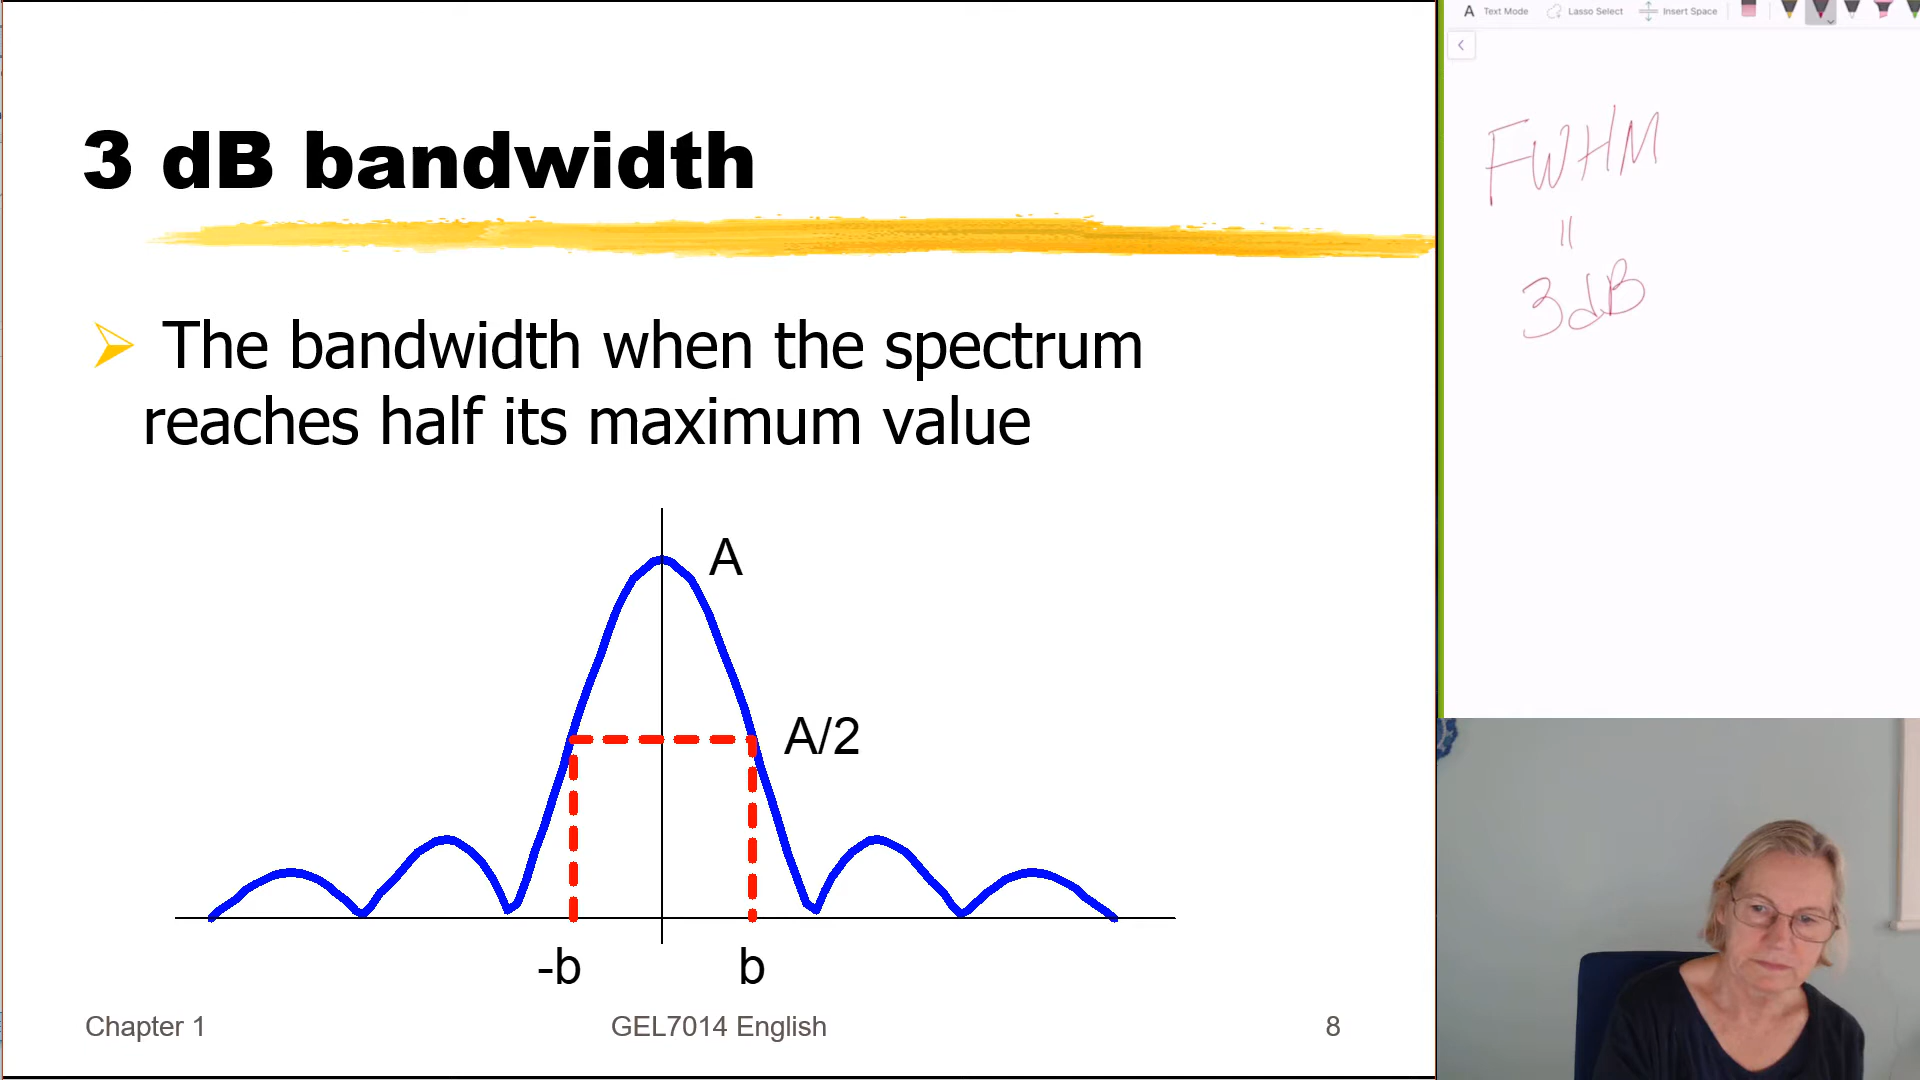 3 dB bandwidth
The bandwidth when the spectrum
reaches half its maximum value
A
A/2
-b
b
Chapter 1
GEL7014 English
8
A Text Mode
Lasso Select
Insert Space
FWHM
=
3dB